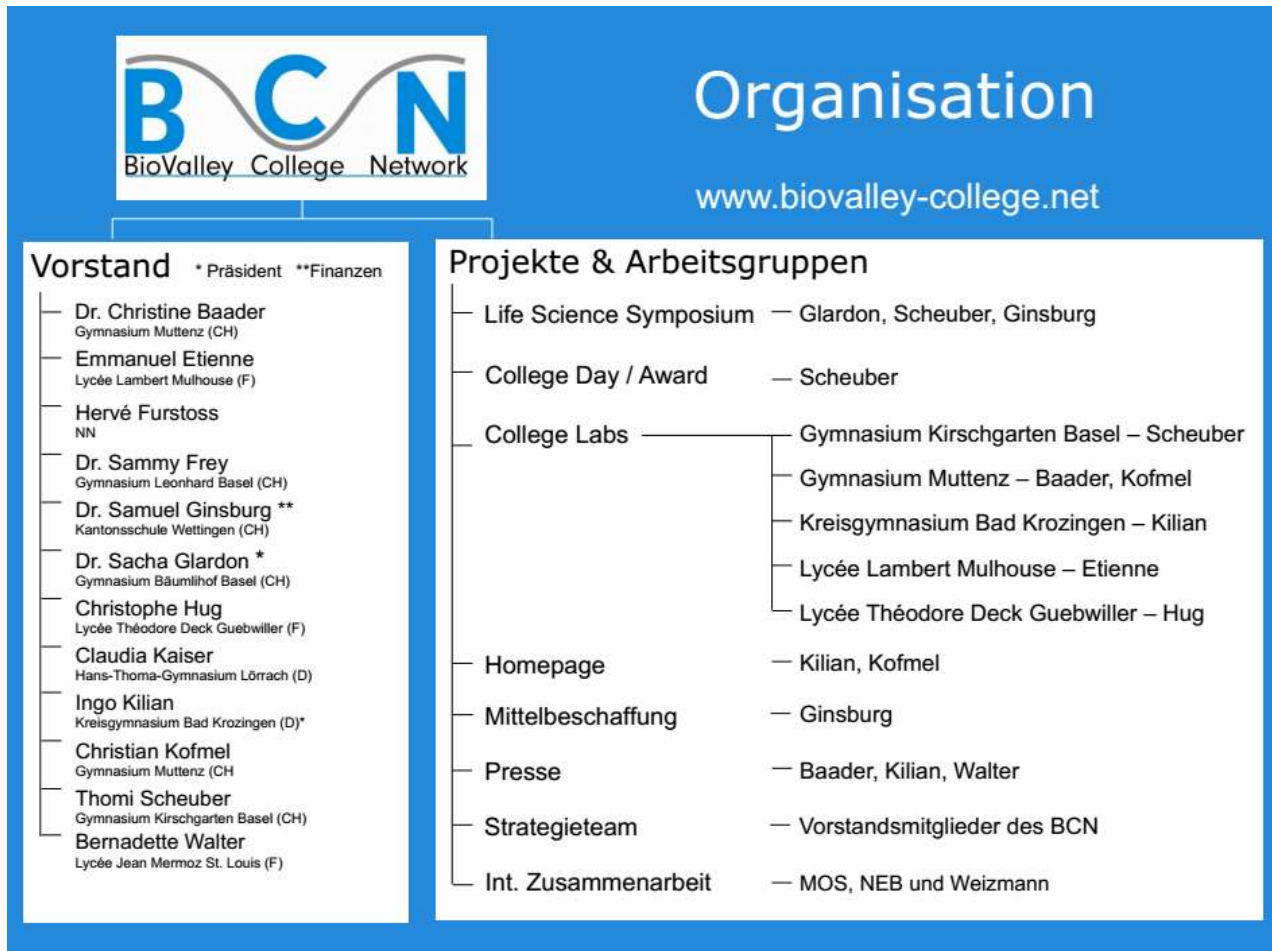 B C N
BioValley College Network
Organisation
www.biovalley-college.net
Vorstand * Präsident **Finanzen
Dr. Christine Baader
Gymnasium Muttenz (CH)
Emmanuel Etienne
Lycée Lambert Mulhouse (F)
Hervé Furstoss
NN
Dr. Sammy Frey
Gymnasium Leonhard Basel (CH)
Dr. Samuel Ginsburg **
Kantonsschule Wettingen (CH)
Dr. Sacha Glardon *
Gymnasium Bäumlihof Basel (CH)
Christophe Hug
Lycée Théodore Deck Guebwiller (F)
Claudia Kaiser
Hans-Thoma-Gymnasium Lörrach (D)
Ingo Kilian
Kreisgymnasium Bad Krozingen (D)*
Christian Kofmel
Gymnasium Muttenz (CH
Thomi Scheuber
Gymnasium Kirschgarten Basel (CH)
Bernadette Walter
Lycée Jean Mermoz St. Louis (F)
Projekte & Arbeitsgruppen
Life Science Symposium Glardon, Scheuber, Ginsburg
College Day / Award Scheuber
College Labs Gymnasium Kirschgarten Basel – Scheuber
Gymnasium Muttenz – Baader, Kofmel
Kreisgymnasium Bad Krozingen – Kilian
Lycée Lambert Mulhouse – Etienne
Lycée Théodore Deck Guebwiller – Hug
Homepage Kilian, Kofmel
Mittelbeschaffung Ginsburg
Presse Baader, Kilian, Walter
Strategieteam Vorstandsmitglieder des BCN
Int. Zusammenarbeit MOS, NEB und Weizmann